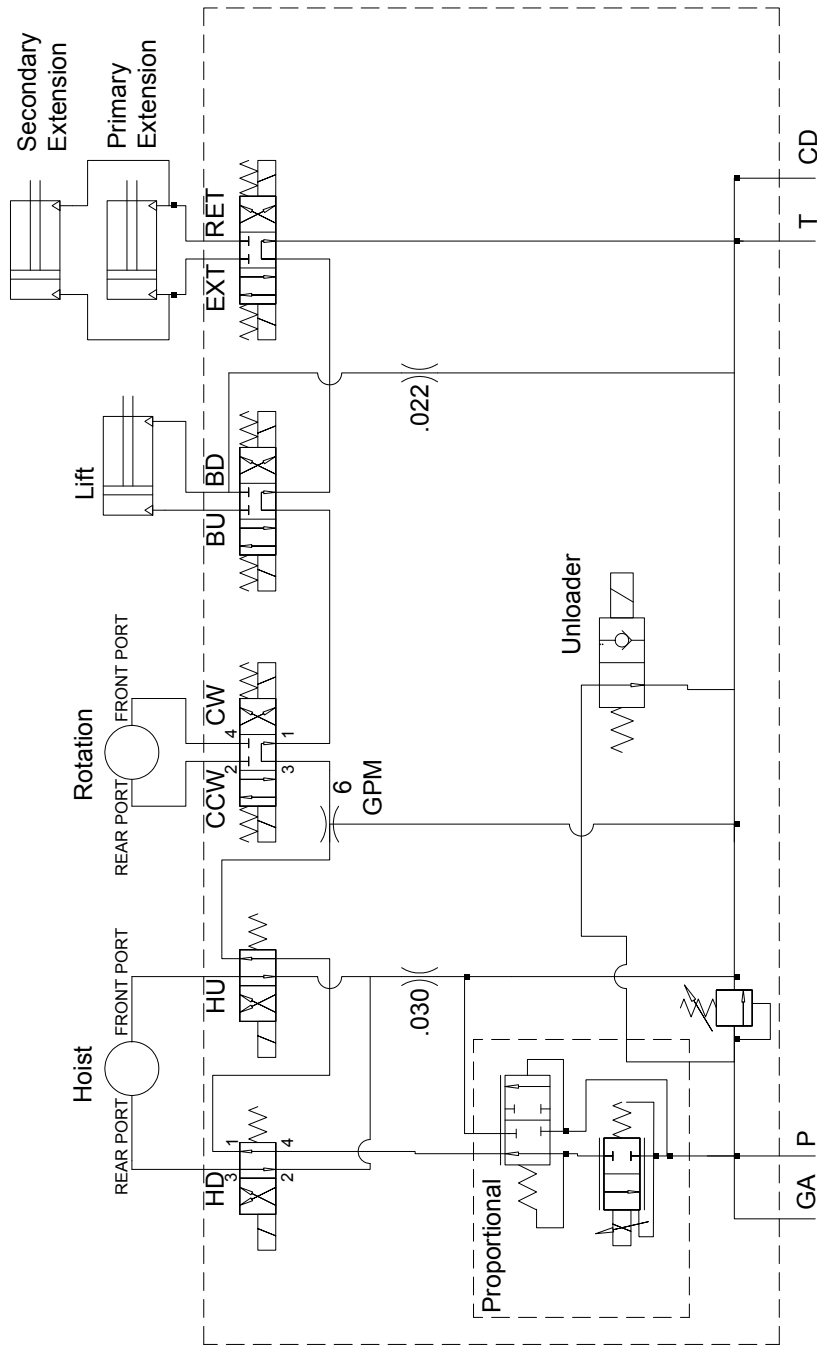 Hoist
REAR PORT
FRONT PORT
Rotation
REAR PORT
FRONT PORT
Lift
Secondary
Extension
Primary
Extension
HD
3
1
2
4
HU
CCW
CW
2
4
3
1
BU
BD
EXT
RET
6
GPM
.030
.022
Proportional
Unloader
GA
P
T
CD